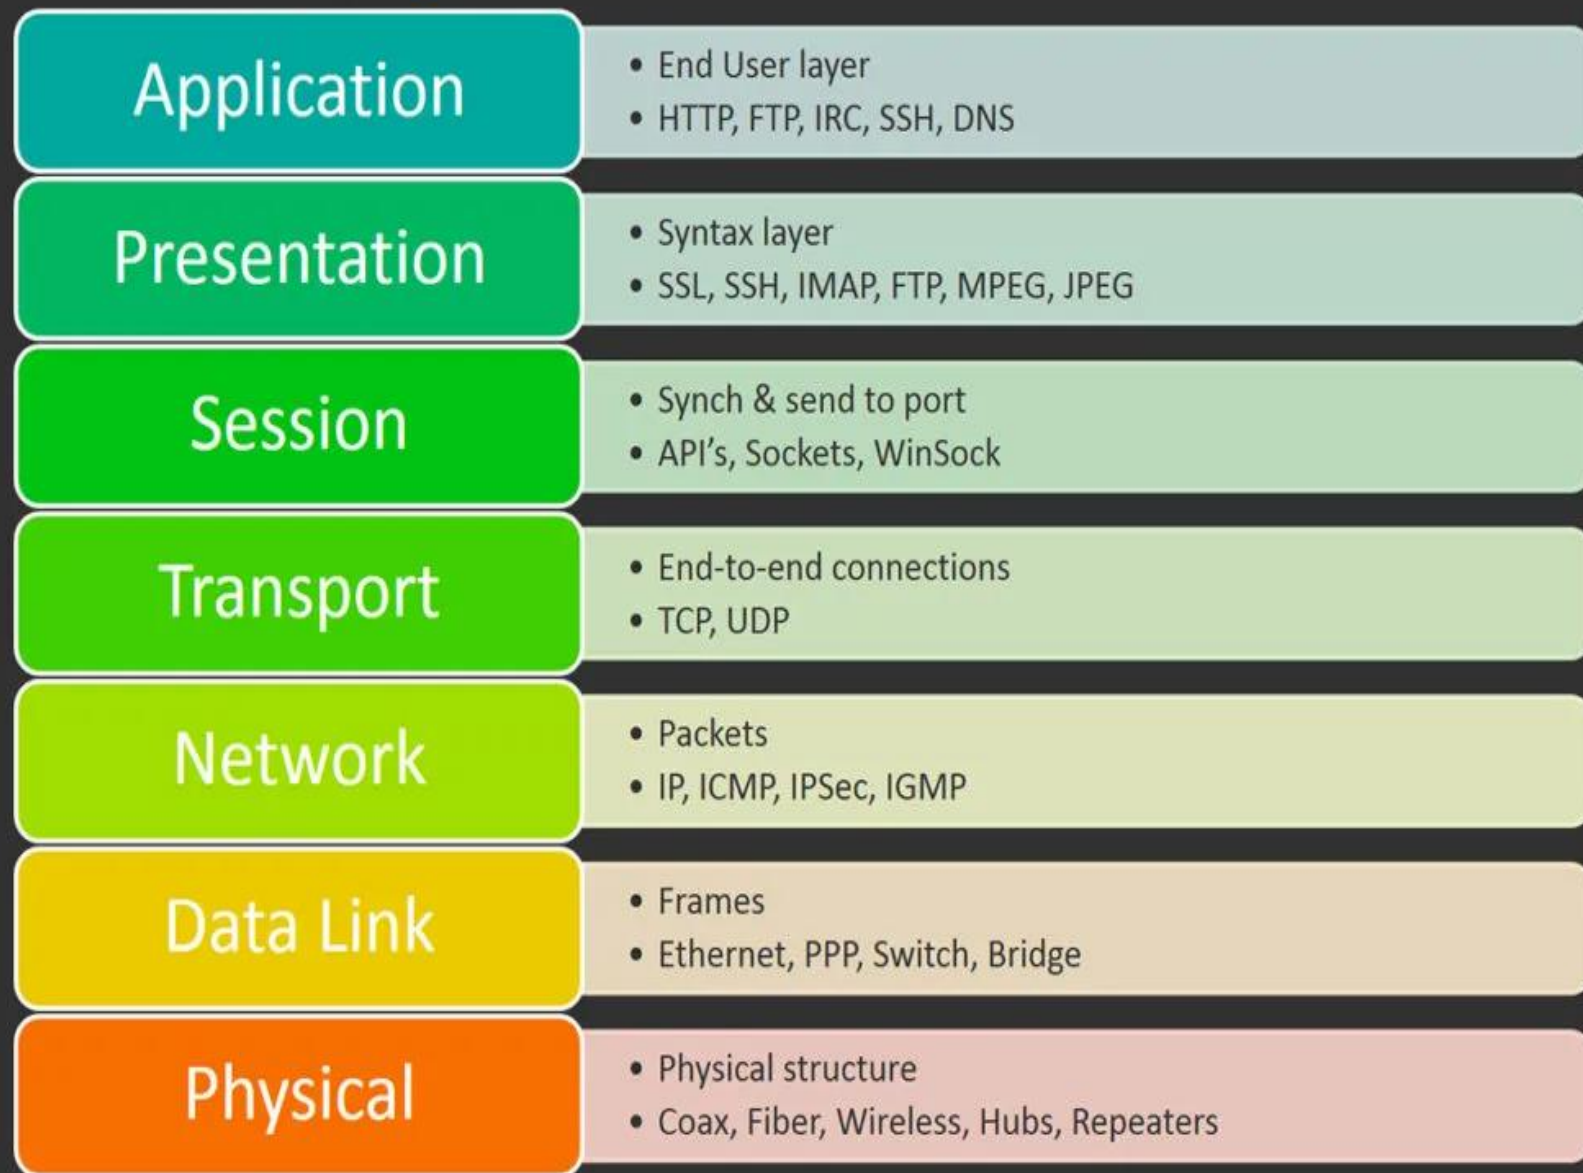 Application
• End User layer
• HTTP, FTP, IRC, SSH, DNS
Presentation
• Syntax layer
• SSL, SSH, IMAP, FTP, MPEG, JPEG
Session
• Synch & send to port
• API’s, Sockets, WinSock
Transport
• End-to-end connections
• TCP, UDP
Network
• Packets
• IP, ICMP, IPSec, IGMP
Data Link
• Frames
• Ethernet, PPP, Switch, Bridge
Physical
• Physical structure
• Coax, Fiber, Wireless, Hubs, Repeaters